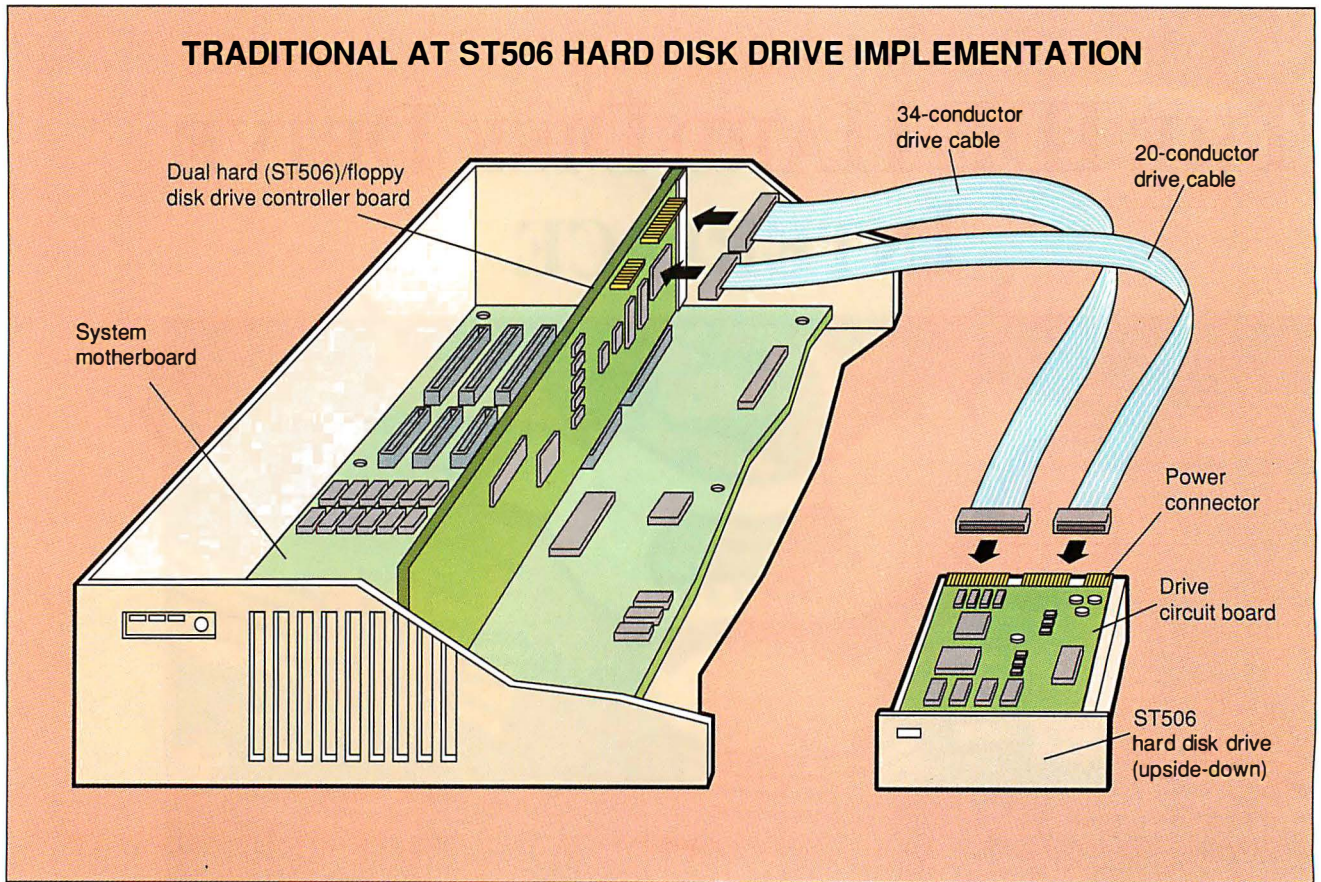 TRADITIONAL AT ST506 HARD DISK DRIVE IMPLEMENTATION
34-conductor
drive cable
20-conductor
drive cable
Dual hard (ST506)/floppy
disk drive controller board
System
motherboard
Power
connector
Drive
circuit board
ST506
hard disk drive
(upside-down)